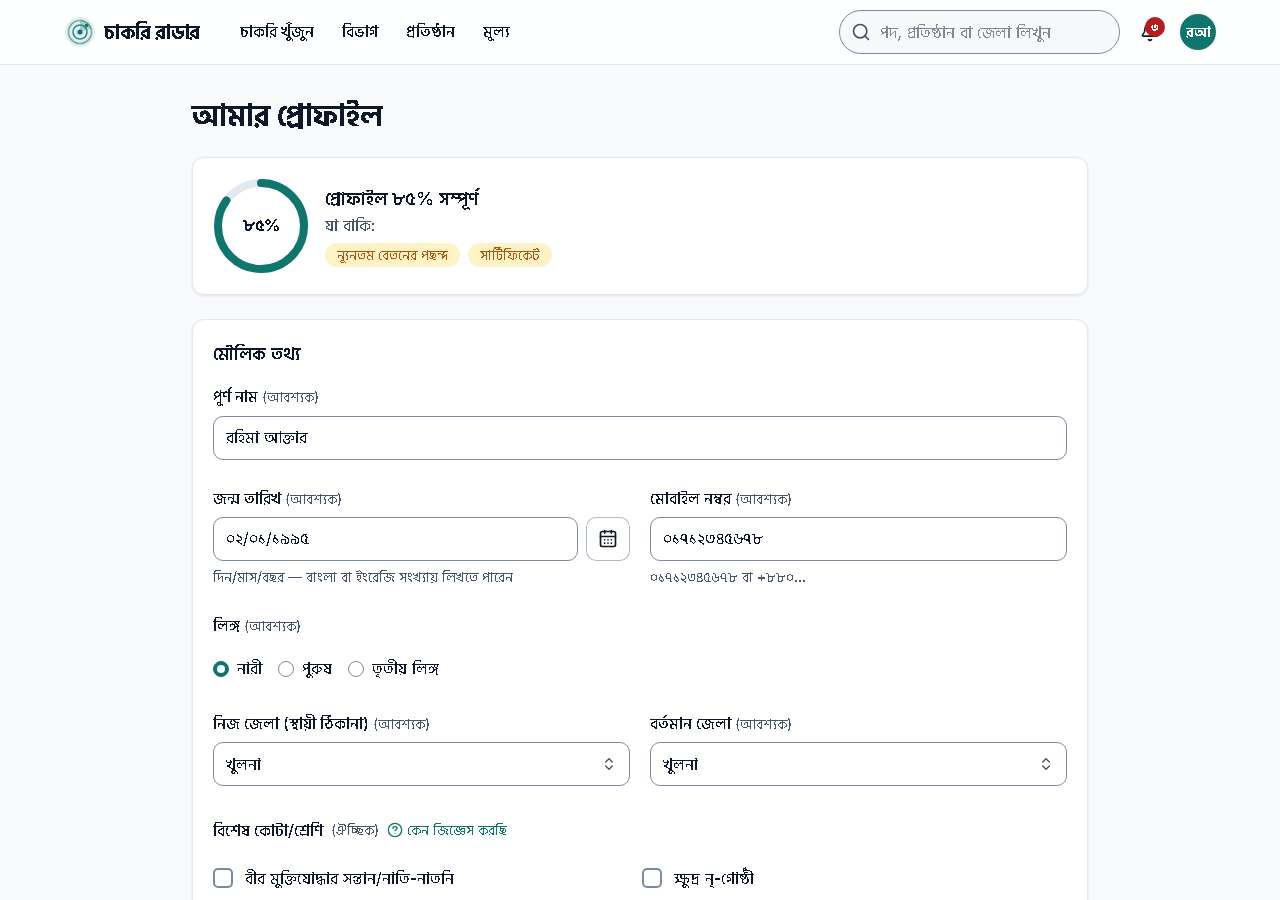 চাকরি রাডার
চাকরি খুঁজুন বিভাগ প্রতিষ্ঠান মূল্য
পদ, প্রতিষ্ঠান বা জেলা লিখুন
৩
রআ
আমার প্রোফাইল
৮৫%
প্রোফাইল ৮৫% সম্পূর্ণ
যা বাকি:
ন্যূনতম বেতনের পছন্দ সার্টিফিকেট
মৌলিক তথ্য
পূর্ণ নাম (আবশ্যক)
রহিমা আক্তার
জন্ম তারিখ (আবশ্যক) মোবাইল নম্বর (আবশ্যক)
০২/০১/১৯৯৫ ০১৭১২৩৪৫৬৭৮
দিন/মাস/বছর — বাংলা বা ইংরেজি সংখ্যায় লিখতে পারেন ০১৭১২৩৪৫৬৭৮ বা +৮৮০…
লিঙ্গ (আবশ্যক)
নারী পুরুষ তৃতীয় লিঙ্গ
নিজ জেলা (স্থায়ী ঠিকানা) (আবশ্যক) বর্তমান জেলা (আবশ্যক)
খুলনা খুলনা
বিশেষ কোটা/শ্রেণি (ঐচ্ছিক) কেন জিজ্ঞেস করছি
বীর মুক্তিযোদ্ধার সন্তান/নাতি-নাতনি ক্ষুদ্র নৃ-গোষ্ঠী